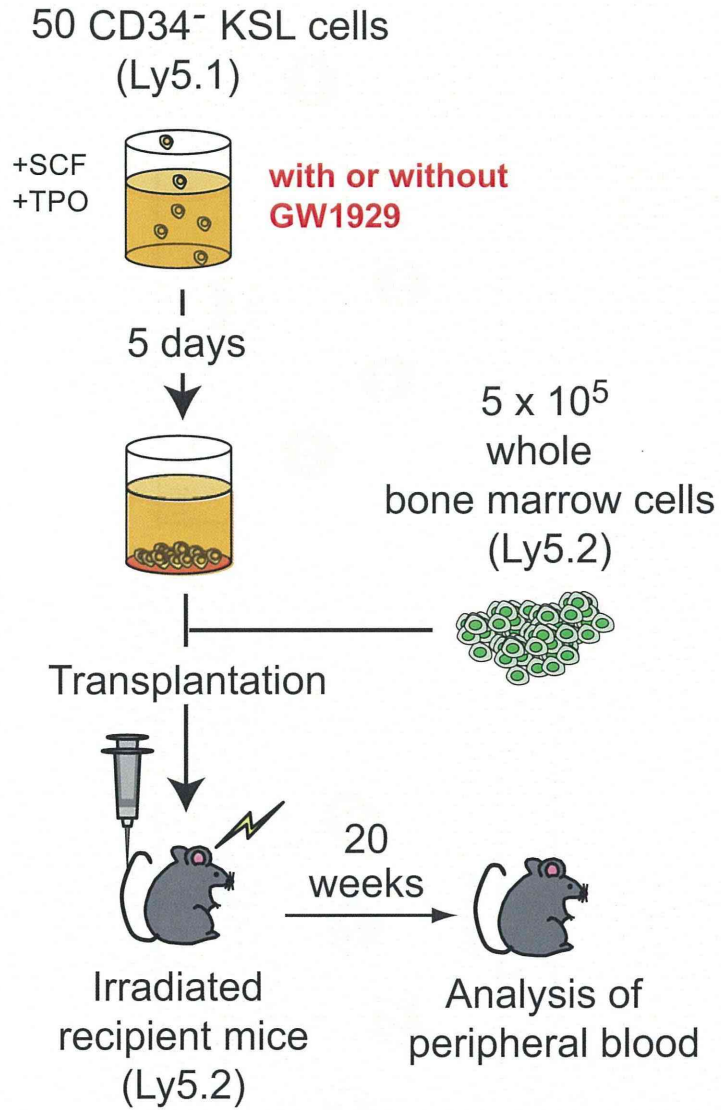 50 CD34⁻ KSL cells
(Ly5.1)
+SCF
+TPO
with or without
GW1929
5 days
5 x 10⁵
whole
bone marrow cells
(Ly5.2)
Transplantation
20
weeks
Irradiated
recipient mice
(Ly5.2)
Analysis of
peripheral blood